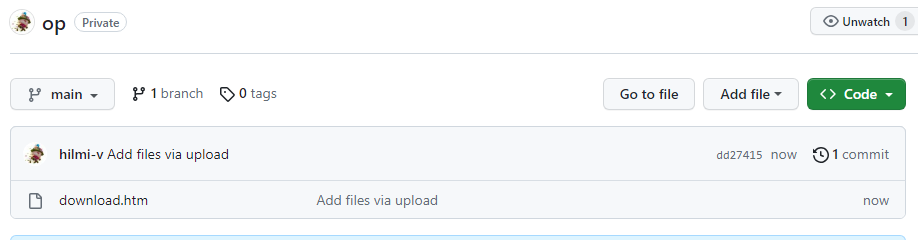 op Private Unwatch 1
main 1 branch 0 tags Go to file Add file Code
hilmi-v Add files via upload dd27415 now 1 commit
download.htm Add files via upload now